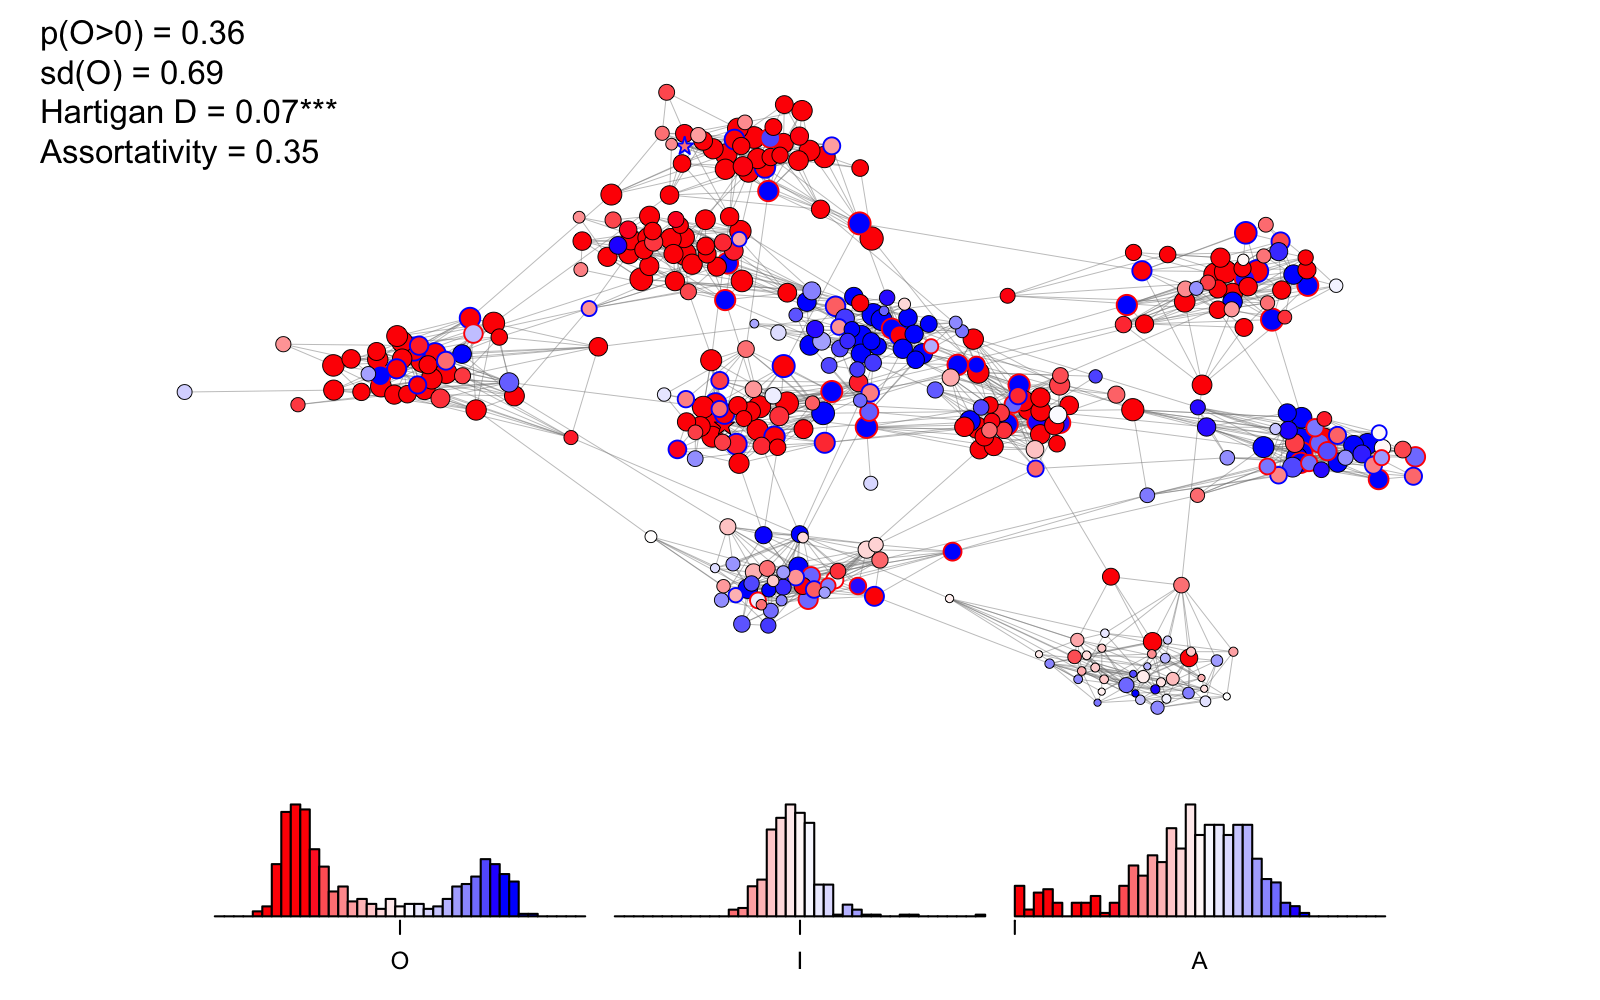 p(O>0) = 0.36
sd(O) = 0.69
Hartigan D = 0.07***
Assortativity = 0.35
O
I
A